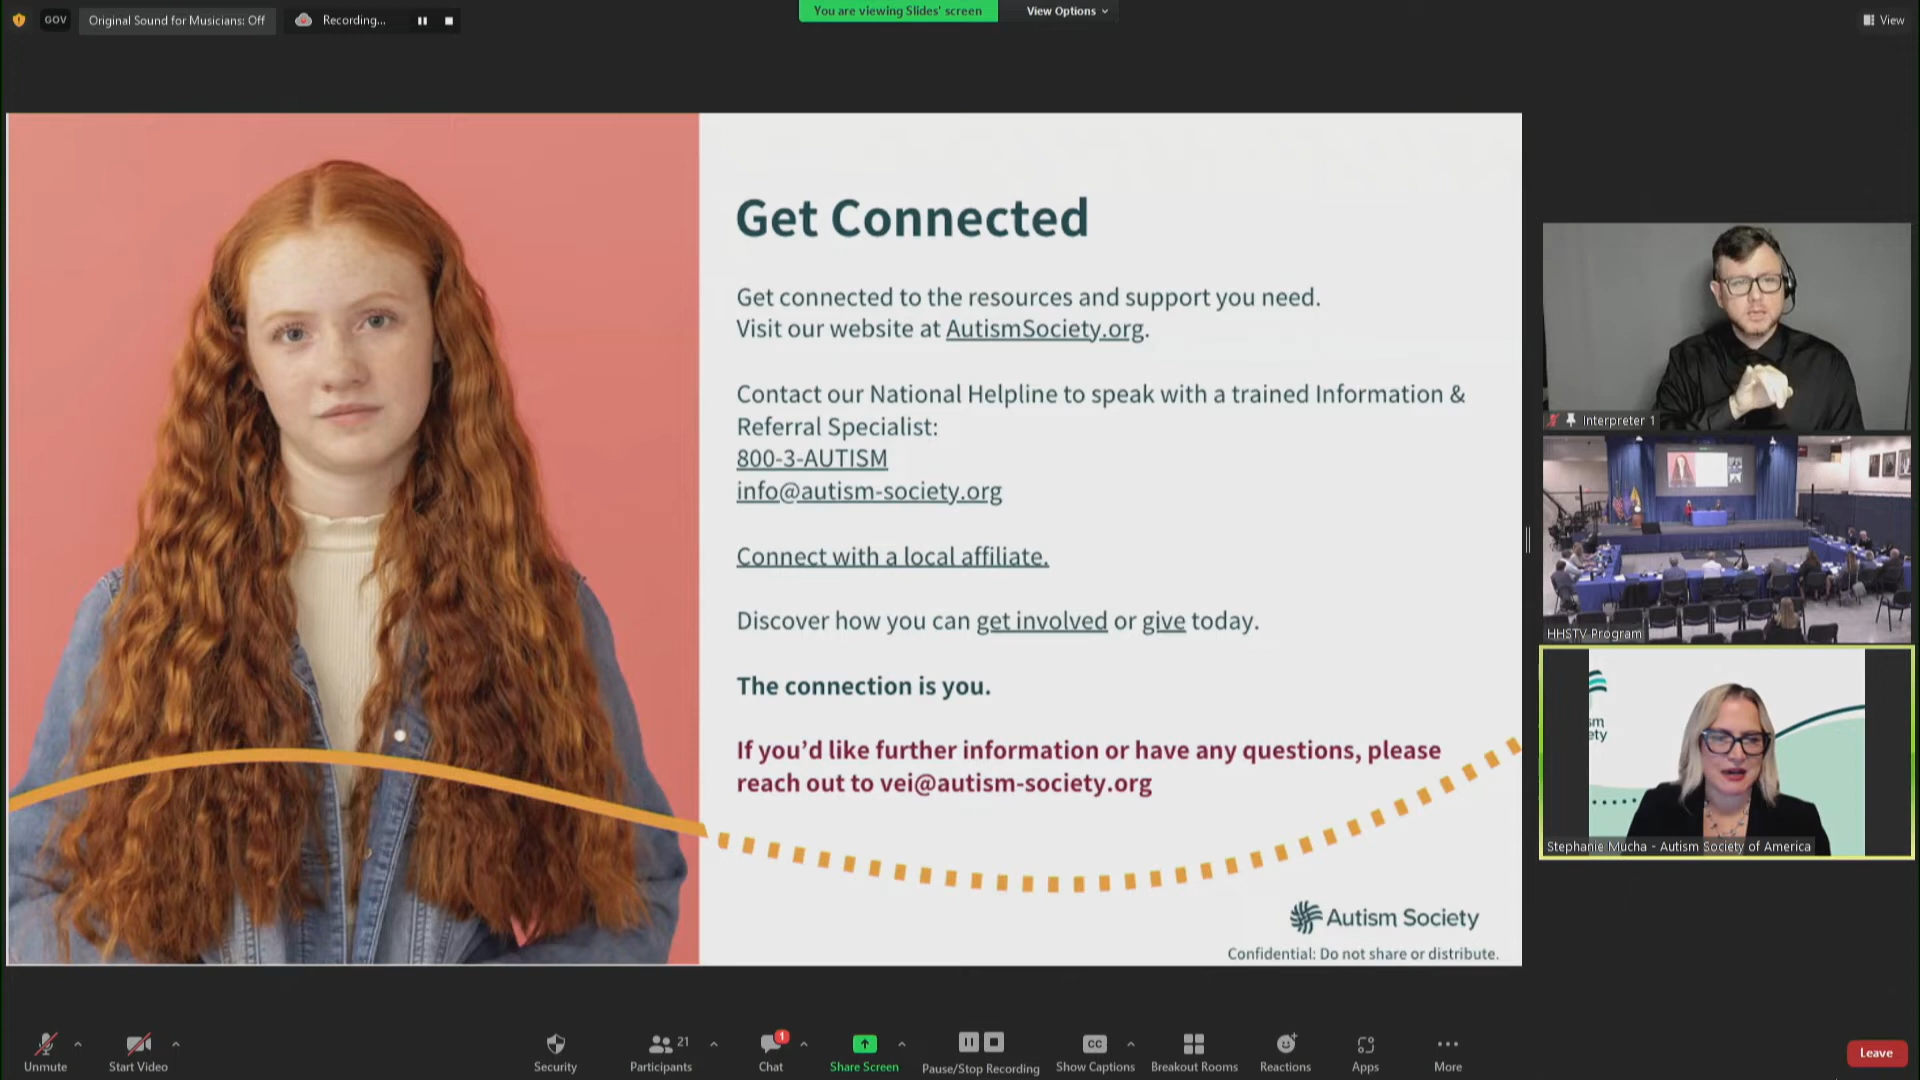 GOV
Original Sound for Musicians: Off
Recording...
You are viewing Slides' screen
View Options
View
Get Connected
Get connected to the resources and support you need.
Visit our website at AutismSociety.org.
Contact our National Helpline to speak with a trained Information &
Referral Specialist:
800-3-AUTISM
info@autism-society.org
Connect with a local affiliate.
Discover how you can get involved or give today.
The connection is you.
If you’d like further information or have any questions, please
reach out to vei@autism-society.org
Autism Society
Confidential: Do not share or distribute.
Interpreter 1
HHSTV Program
sm
ety
Stephanie Mucha - Autism Society of America
Unmute
Start Video
Security
21
Participants
1
Chat
Share Screen
Pause/Stop Recording
CC
Show Captions
Breakout Rooms
Reactions
Apps
More
Leave